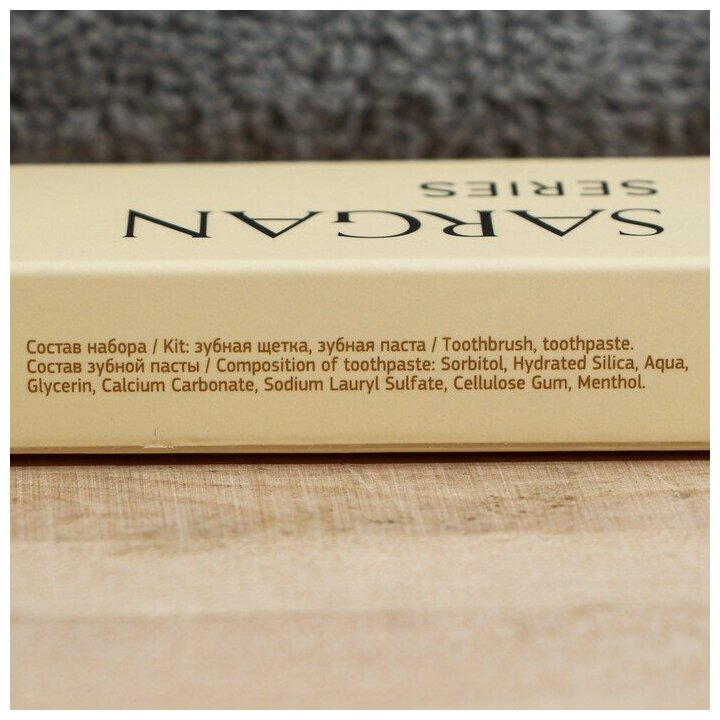 SARGAN
SERIES
Состав набора / Kit: зубная щетка, зубная паста / Toothbrush, toothpaste.
Состав зубной пасты / Composition of toothpaste: Sorbitol, Hydrated Silica, Aqua,
Glycerin, Calcium Carbonate, Sodium Lauryl Sulfate, Cellulose Gum, Menthol.